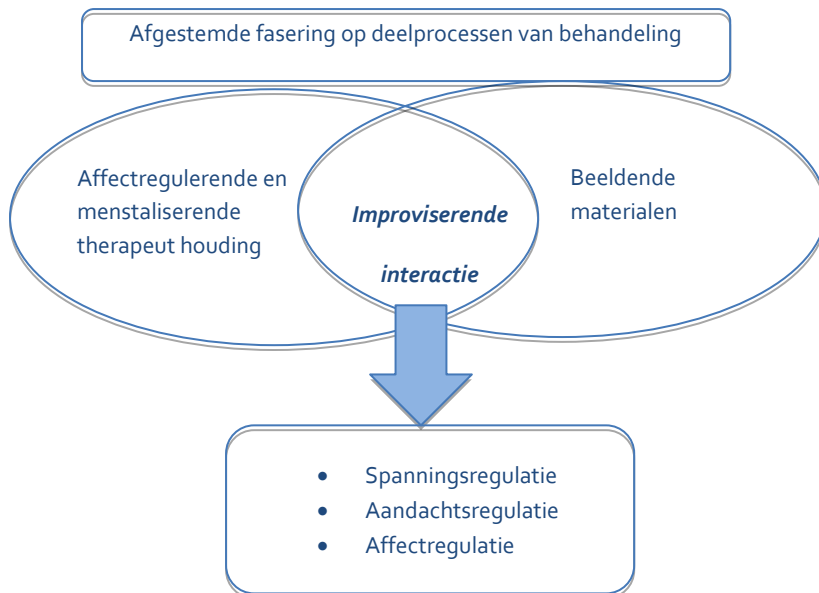 Afgestemde fasering op deelprocessen van behandeling
Affectregulerende en
menstaliserende
therapeut houding
Improviserende
interactie
Beeldende
materialen
• Spanningsregulatie
• Aandachtsregulatie
• Affectregulatie